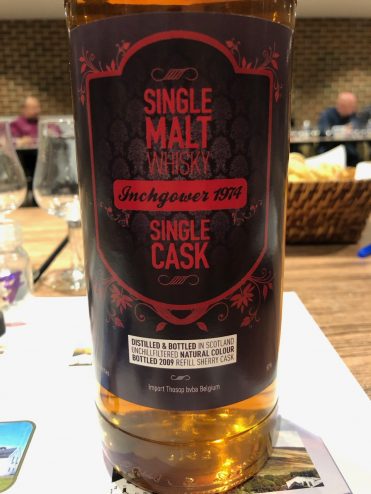 SINGLE
MALT
WHISKY
Inchgower 1974
SINGLE
CASK
DISTILLED & BOTTLED IN SCOTLAND
UNCHILLFILTERED NATURAL COLOUR
BOTTLED 2009 REFILL SHERRY CASK
Import Thosop bvba Belgium